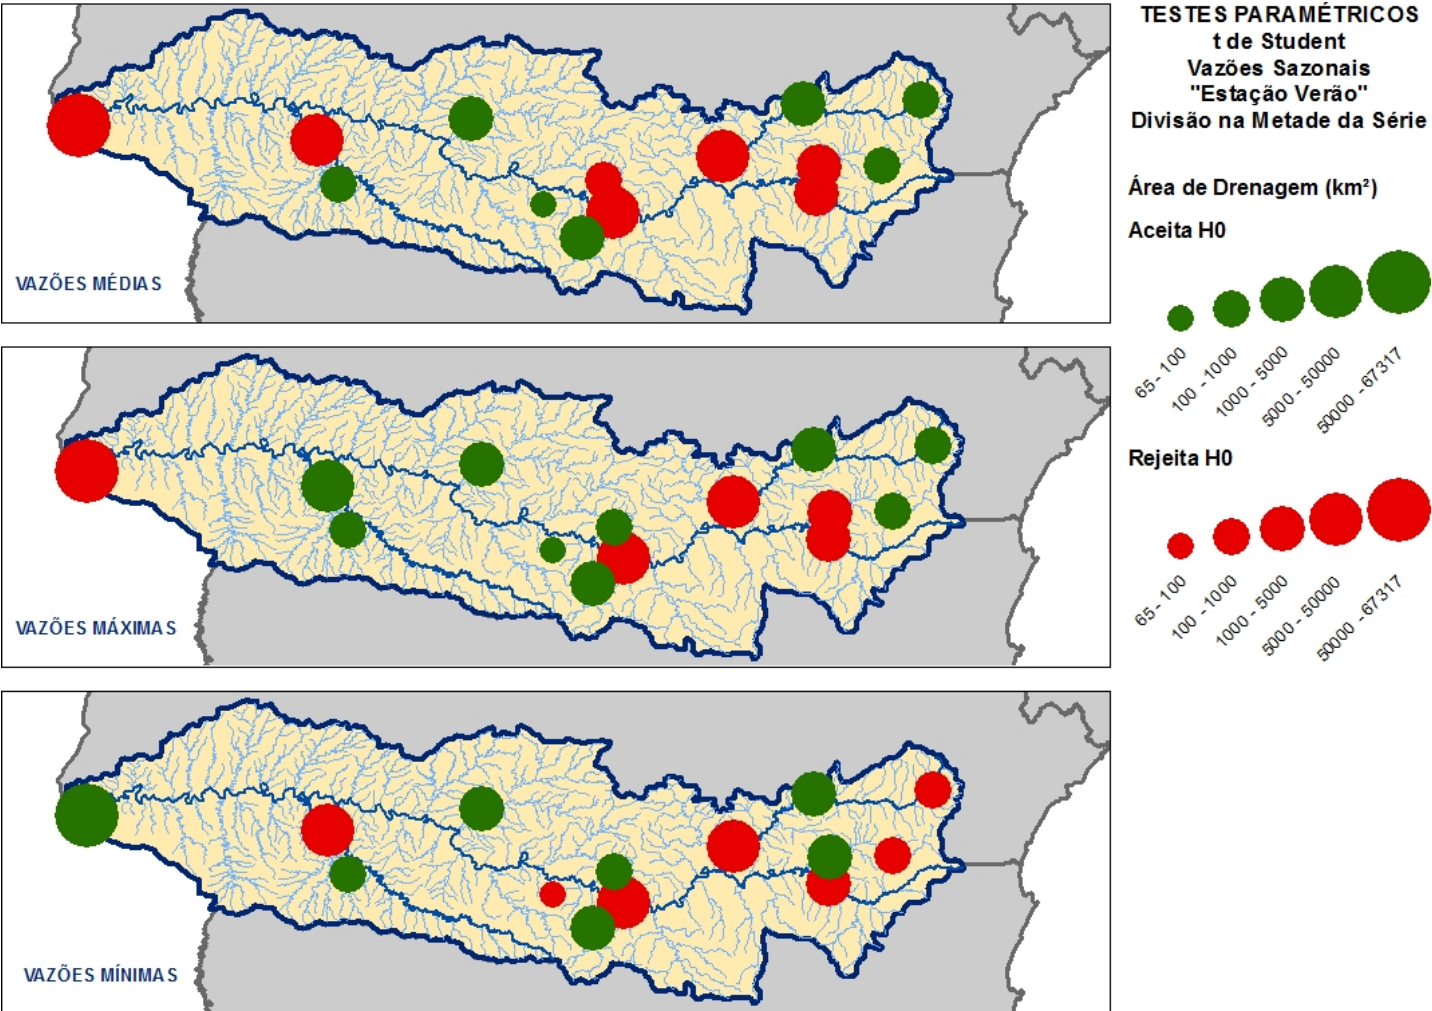 TESTES PARAMÉTRICOS
t de Student
Vazões Sazonais
"Estação Verão"
Divisão na Metade da Série
Área de Drenagem (km²)
Aceita H0
65 - 100
100 - 1000
1000 - 5000
5000 - 50000
50000 - 67317
Rejeita H0
65 - 100
100 - 1000
1000 - 5000
5000 - 50000
50000 - 67317
VAZÕES MÉDIAS
VAZÕES MÁXIMAS
VAZÕES MÍNIMAS